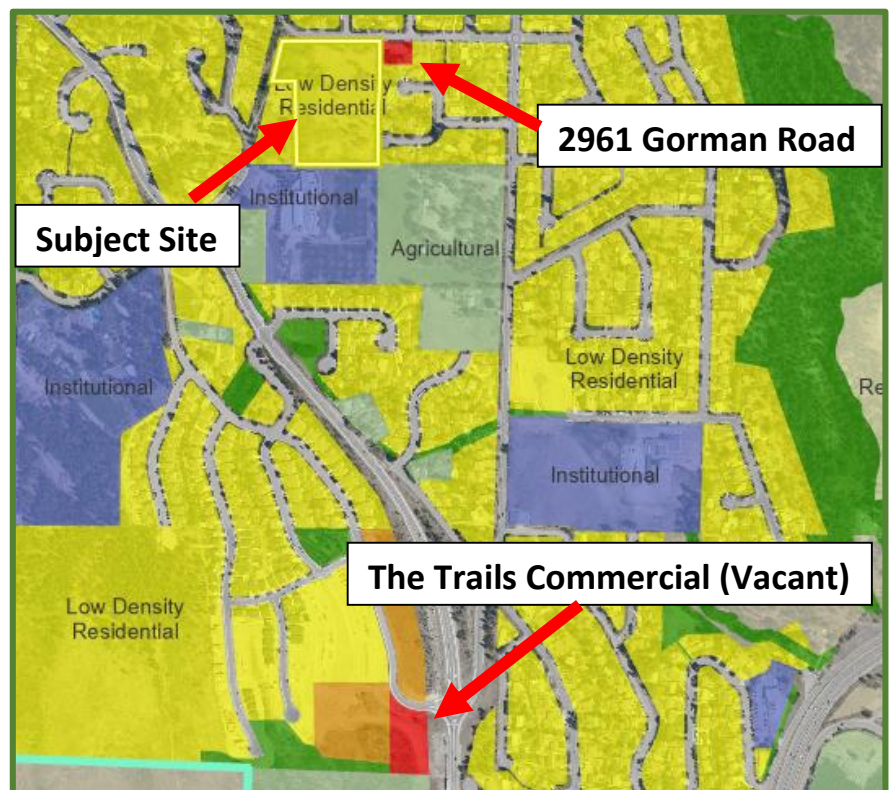 Low Density
Residential
2961 Gorman Road
Institutional
Subject Site
Agricultural
Low Density
Residential
Institutional
Re
Institutional
The Trails Commercial (Vacant)
Low Density
Residential